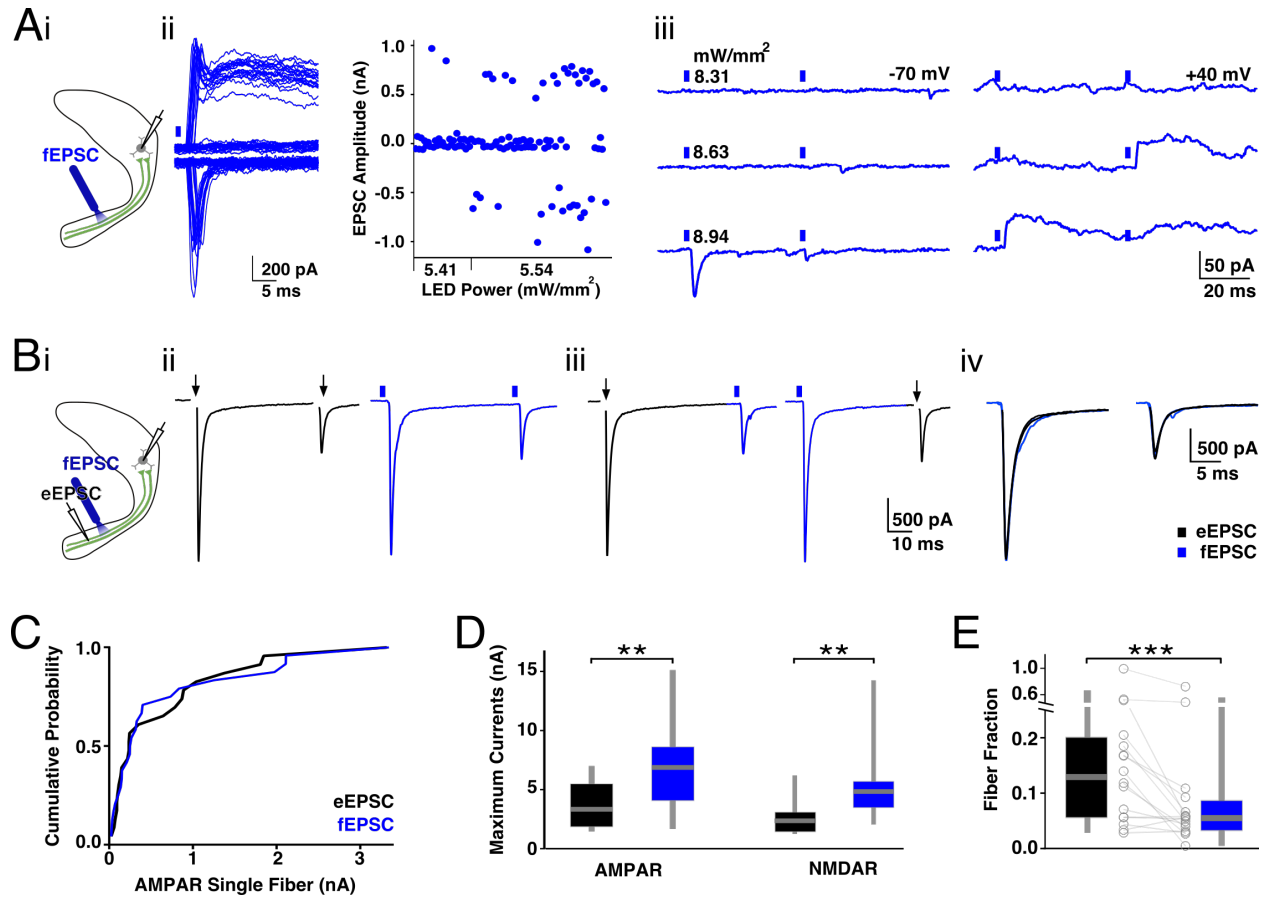 Ai
ii
iii
fEPSC
200 pA
5 ms
EPSC Amplitude (nA)
1.0
0.5
0.0
-0.5
-1.0
5.41
5.54
LED Power (mW/mm2)
mW/mm2
8.31
-70 mV
+40 mV
8.63
8.94
50 pA
20 ms
Bi
ii
iii
iv
fEPSC
eEPSC
500 pA
10 ms
500 pA
5 ms
eEPSC
fEPSC
C
Cumulative Probability
1.0
0.5
0.0
eEPSC
fEPSC
0
1
2
3
AMPAR Single Fiber (nA)
D
Maximum Currents (nA)
15
10
5
0
**
**
AMPAR
NMDAR
E
Fiber Fraction
1.0
0.6
0.2
0.1
0.0
***